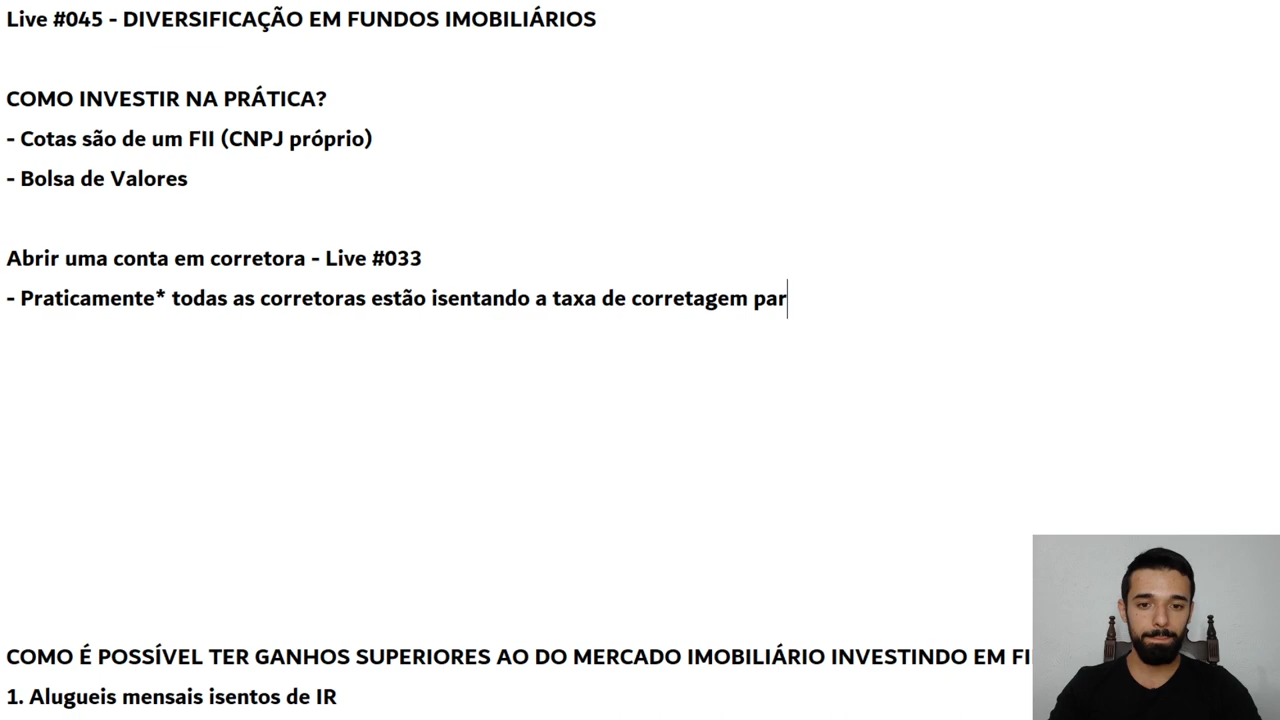 Live #045 - DIVERSIFICAÇÃO EM FUNDOS IMOBILIÁRIOS
COMO INVESTIR NA PRÁTICA?
- Cotas são de um FII (CNPJ próprio)
- Bolsa de Valores
Abrir uma conta em corretora - Live #033
- Praticamente* todas as corretoras estão isentando a taxa de corretagem par
COMO É POSSÍVEL TER GANHOS SUPERIORES AO DO MERCADO IMOBILIÁRIO INVESTINDO EM
1. Alugueis mensais isentos de IR